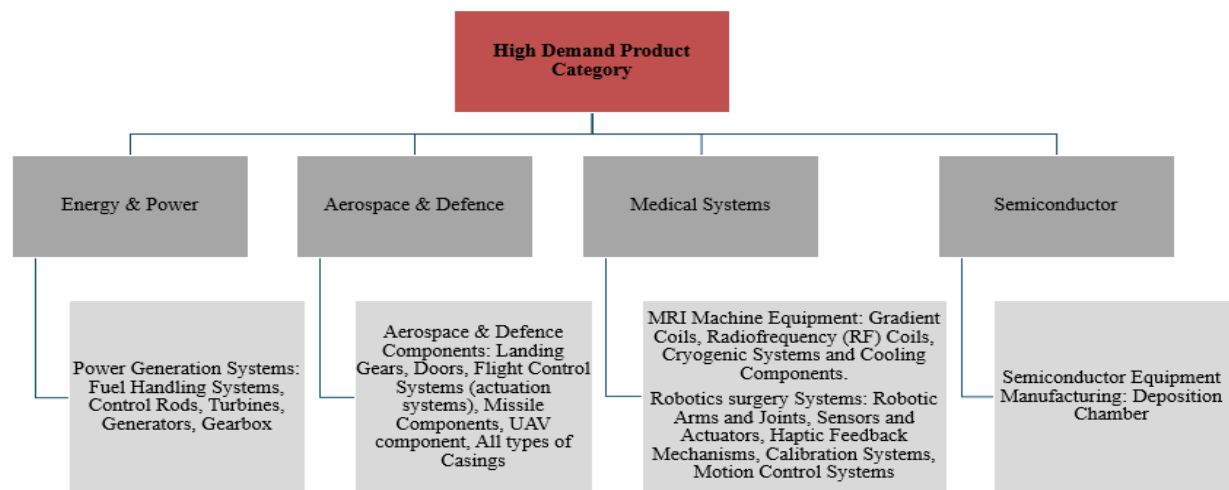 High Demand Product
Category
Energy & Power
Aerospace & Defence
Medical Systems
Semiconductor
Power Generation Systems:
Fuel Handling Systems,
Control Rods, Turbines,
Generators, Gearbox
Aerospace & Defence
Components: Landing
Gears, Doors, Flight Control
Systems (actuation
systems), Missile
Components, UAV
component, All types of
Casings
MRI Machine Equipment: Gradient
Coils, Radiofrequency (RF) Coils,
Cryogenic Systems and Cooling
Components.
Robotics surgery Systems: Robotic
Arms and Joints, Sensors and
Actuators, Haptic Feedback
Mechanisms, Calibration Systems,
Motion Control Systems
Semiconductor Equipment
Manufacturing: Deposition
Chamber